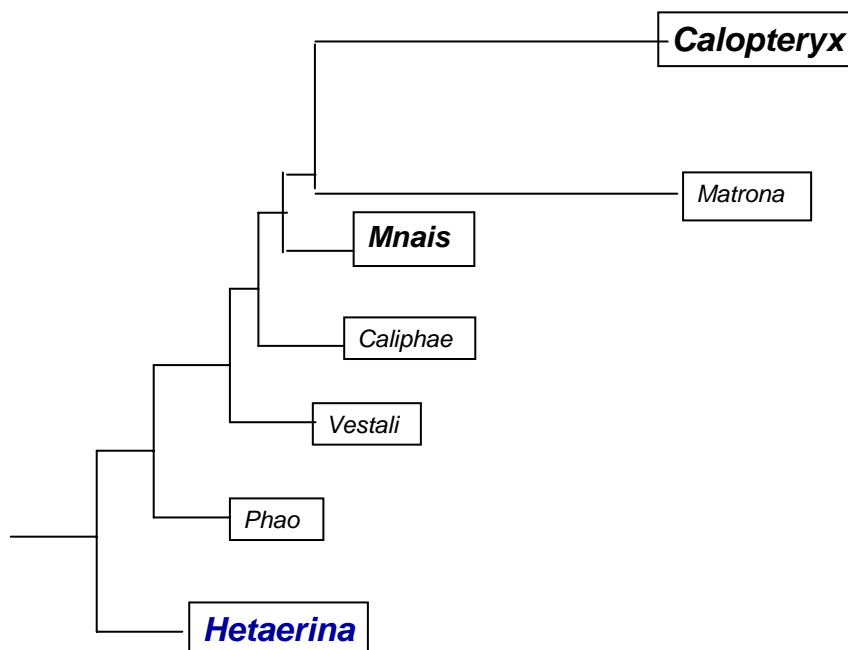 Calopteryx
Matrona
Mnais
Caliphae
Vestali
Phao
Hetaerina